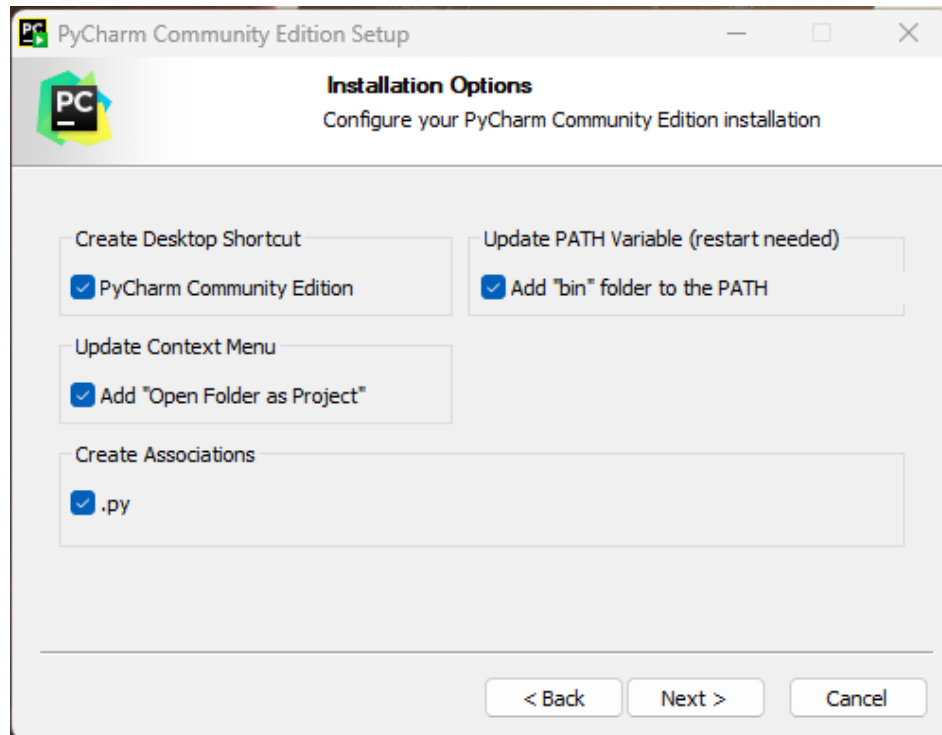 PyCharm Community Edition Setup
PC
Installation Options
Configure your PyCharm Community Edition installation
Create Desktop Shortcut
PyCharm Community Edition
Update PATH Variable (restart needed)
Add "bin" folder to the PATH
Update Context Menu
Add "Open Folder as Project"
Create Associations
.py
< Back
Next >
Cancel